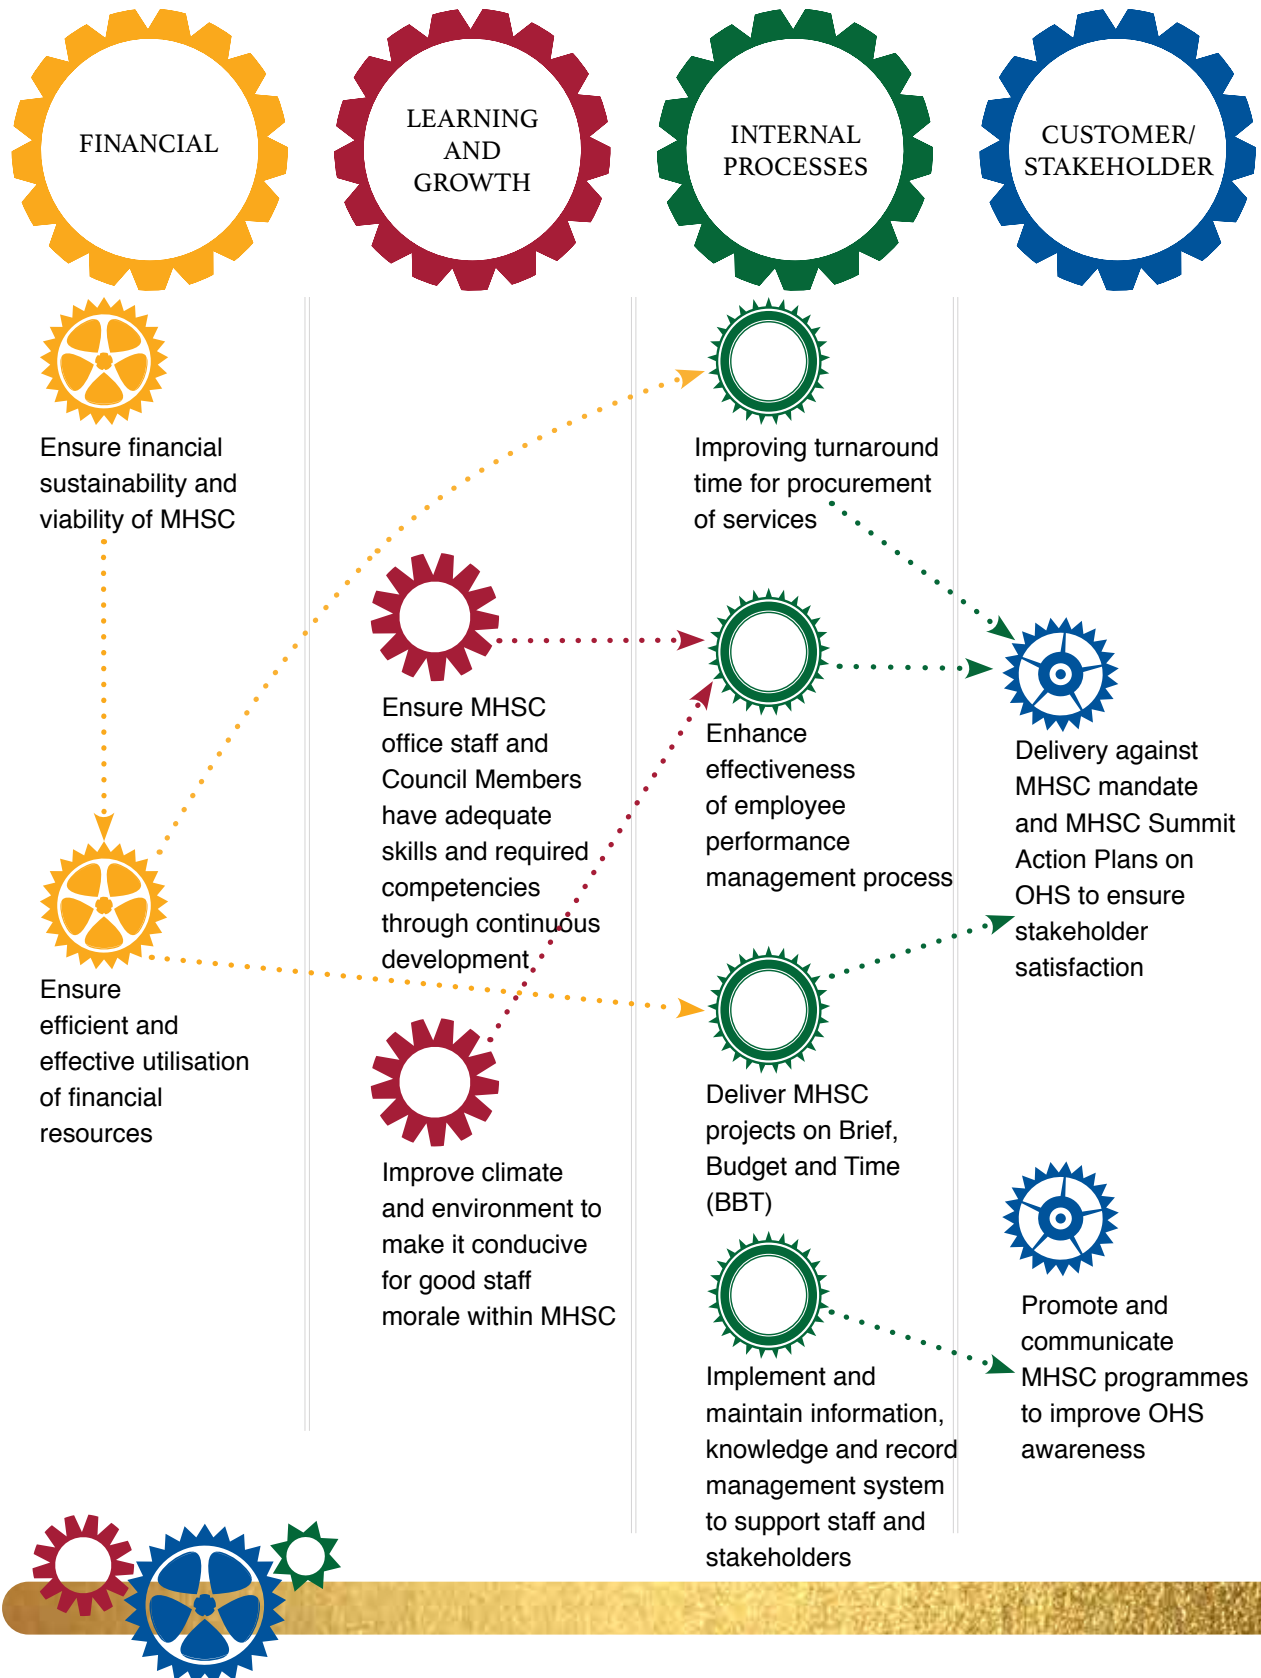 FINANCIAL
LEARNING
AND
GROWTH
INTERNAL
PROCESSES
CUSTOMER/
STAKEHOLDER
Ensure financial
sustainability and
viability of MHSC
Ensure
efficient and
effective utilisation
of financial
resources
Ensure MHSC
office staff and
Council Members
have adequate
skills and required
competencies
through continuous
development
Improve climate
and environment to
make it conducive
for good staff
morale within MHSC
Improving turnaround
time for procurement
of services
Enhance
effectiveness
of employee
performance
management process
Deliver MHSC
projects on Brief,
Budget and Time
(BBT)
Implement and
maintain information,
knowledge and record
management system
to support staff and
stakeholders
Delivery against
MHSC mandate
and MHSC Summit
Action Plans on
OHS to ensure
stakeholder
satisfaction
Promote and
communicate
MHSC programmes
to improve OHS
awareness